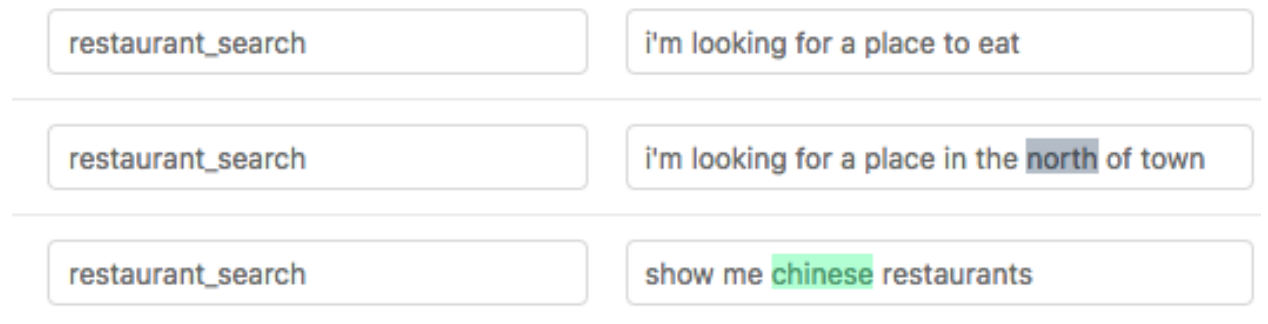 restaurant_search
i'm looking for a place to eat
restaurant_search
i'm looking for a place in the north of town
restaurant_search
show me chinese restaurants